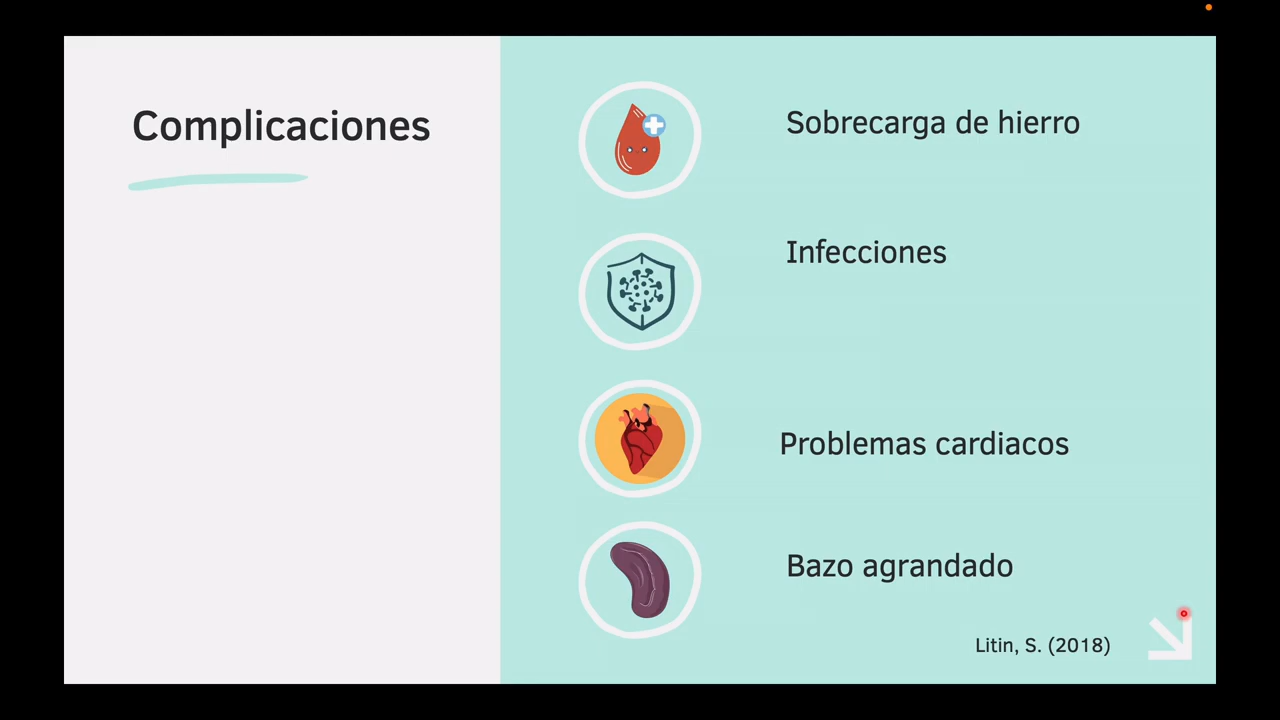 Complicaciones
Sobrecarga de hierro
Infecciones
Problemas cardiacos
Bazo agrandado
Litin, S. (2018)